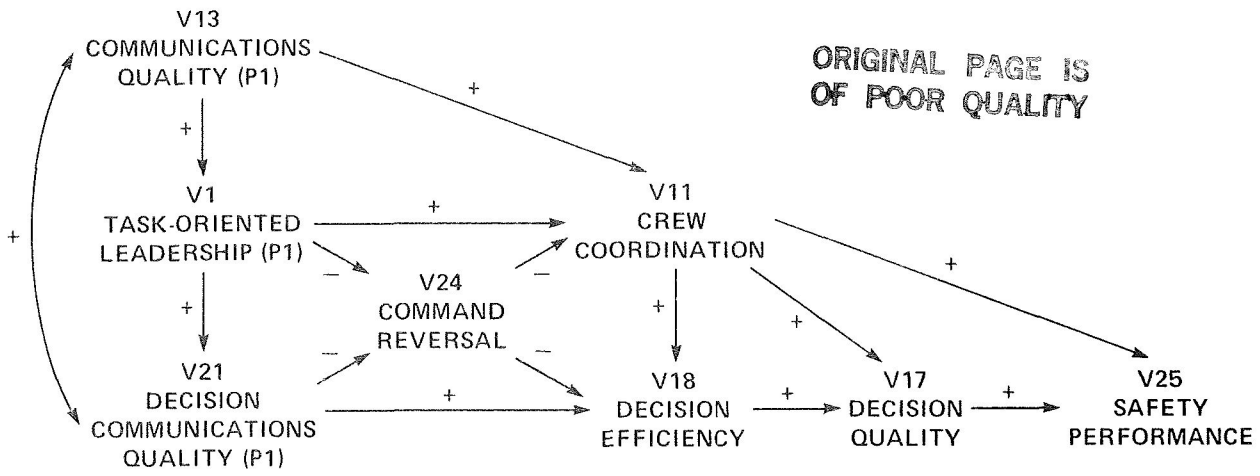 V13
COMMUNICATIONS
QUALITY (P1)
+
+
+
ORIGINAL PAGE IS
OF POOR QUALITY
V1
TASK-ORIENTED
LEADERSHIP (P1)
+
V11
CREW
COORDINATION
+
+
−
−
V24
COMMAND
REVERSAL
+
+
+
−
−
V21
DECISION
COMMUNICATIONS
QUALITY (P1)
+
V18
DECISION
EFFICIENCY
+
V17
DECISION
QUALITY
+
V25
SAFETY
PERFORMANCE